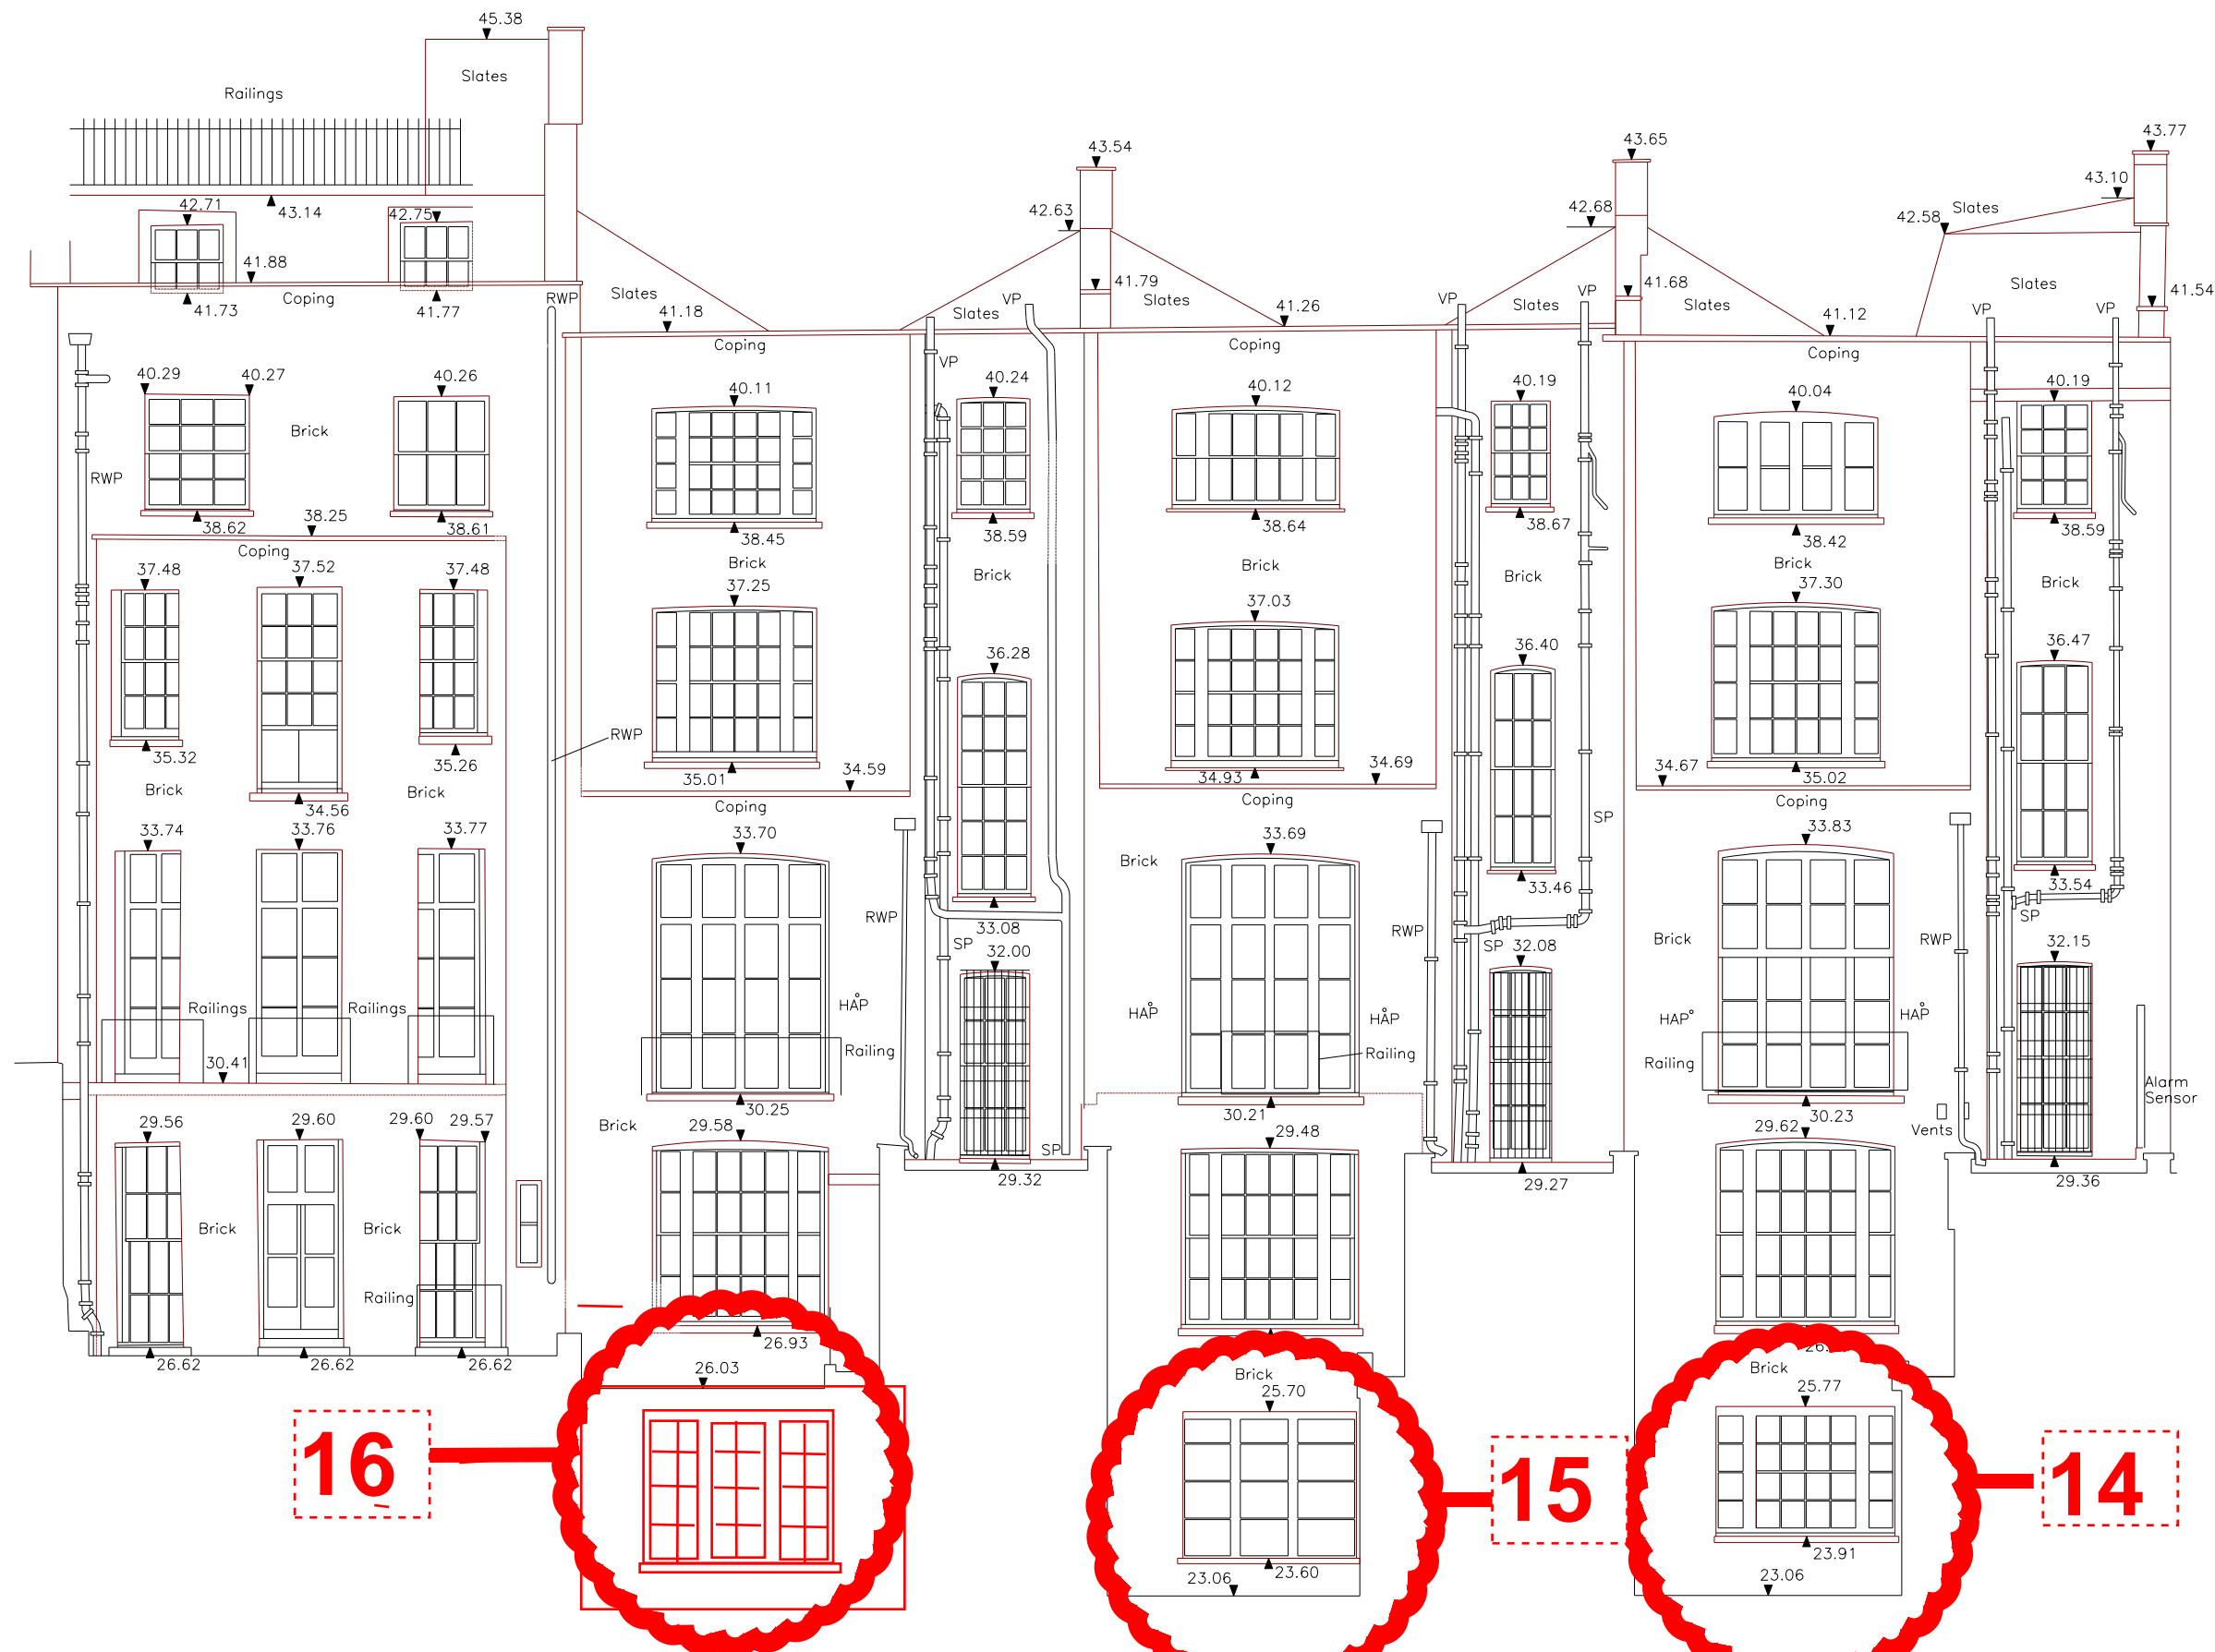 45.38
Slates
Railings
43.54
43.65
43.77
43.10
42.71
43.14
42.75
42.63
42.68
42.58
Slates
41.88
41.73
Coping
41.77
RWP
Slates
41.18
VP
Slates
41.79
Slates
41.26
VP
Slates
VP
41.68
Slates
41.12
VP
Slates
VP
41.54
Coping
VP
Coping
Coping
40.29
40.27
40.26
40.11
40.24
40.12
40.19
40.04
40.19
Brick
RWP
38.62
38.25
38.61
38.45
38.59
38.64
38.67
38.42
38.59
Coping
Brick
Brick
Brick
Brick
Brick
Brick
37.48
37.52
37.48
37.25
37.03
37.30
36.28
36.40
36.47
35.32
35.26
RWP
35.01
34.59
34.93
34.69
34.67
35.02
Brick
34.56
Brick
Coping
Coping
Coping
SP
33.74
33.76
33.77
33.70
33.69
33.83
Brick
33.46
33.54
RWP
33.08
SP
32.00
RWP
SP
32.08
Brick
RWP
SP
32.15
Railings
Railings
HAP
HAP
HAP
HAP
HAP
Railing
Railing
Railing
30.41
Alarm
Sensor
30.25
30.21
30.23
Vents
29.56
29.60
29.60
29.57
Brick
29.58
SP
29.48
29.62
29.32
29.27
29.36
Brick
Brick
Railing
26.93
26.62
26.62
26.62
26.03
Brick
25.70
Brick
25.77
16
15
14
23.91
23.06
23.60
23.06